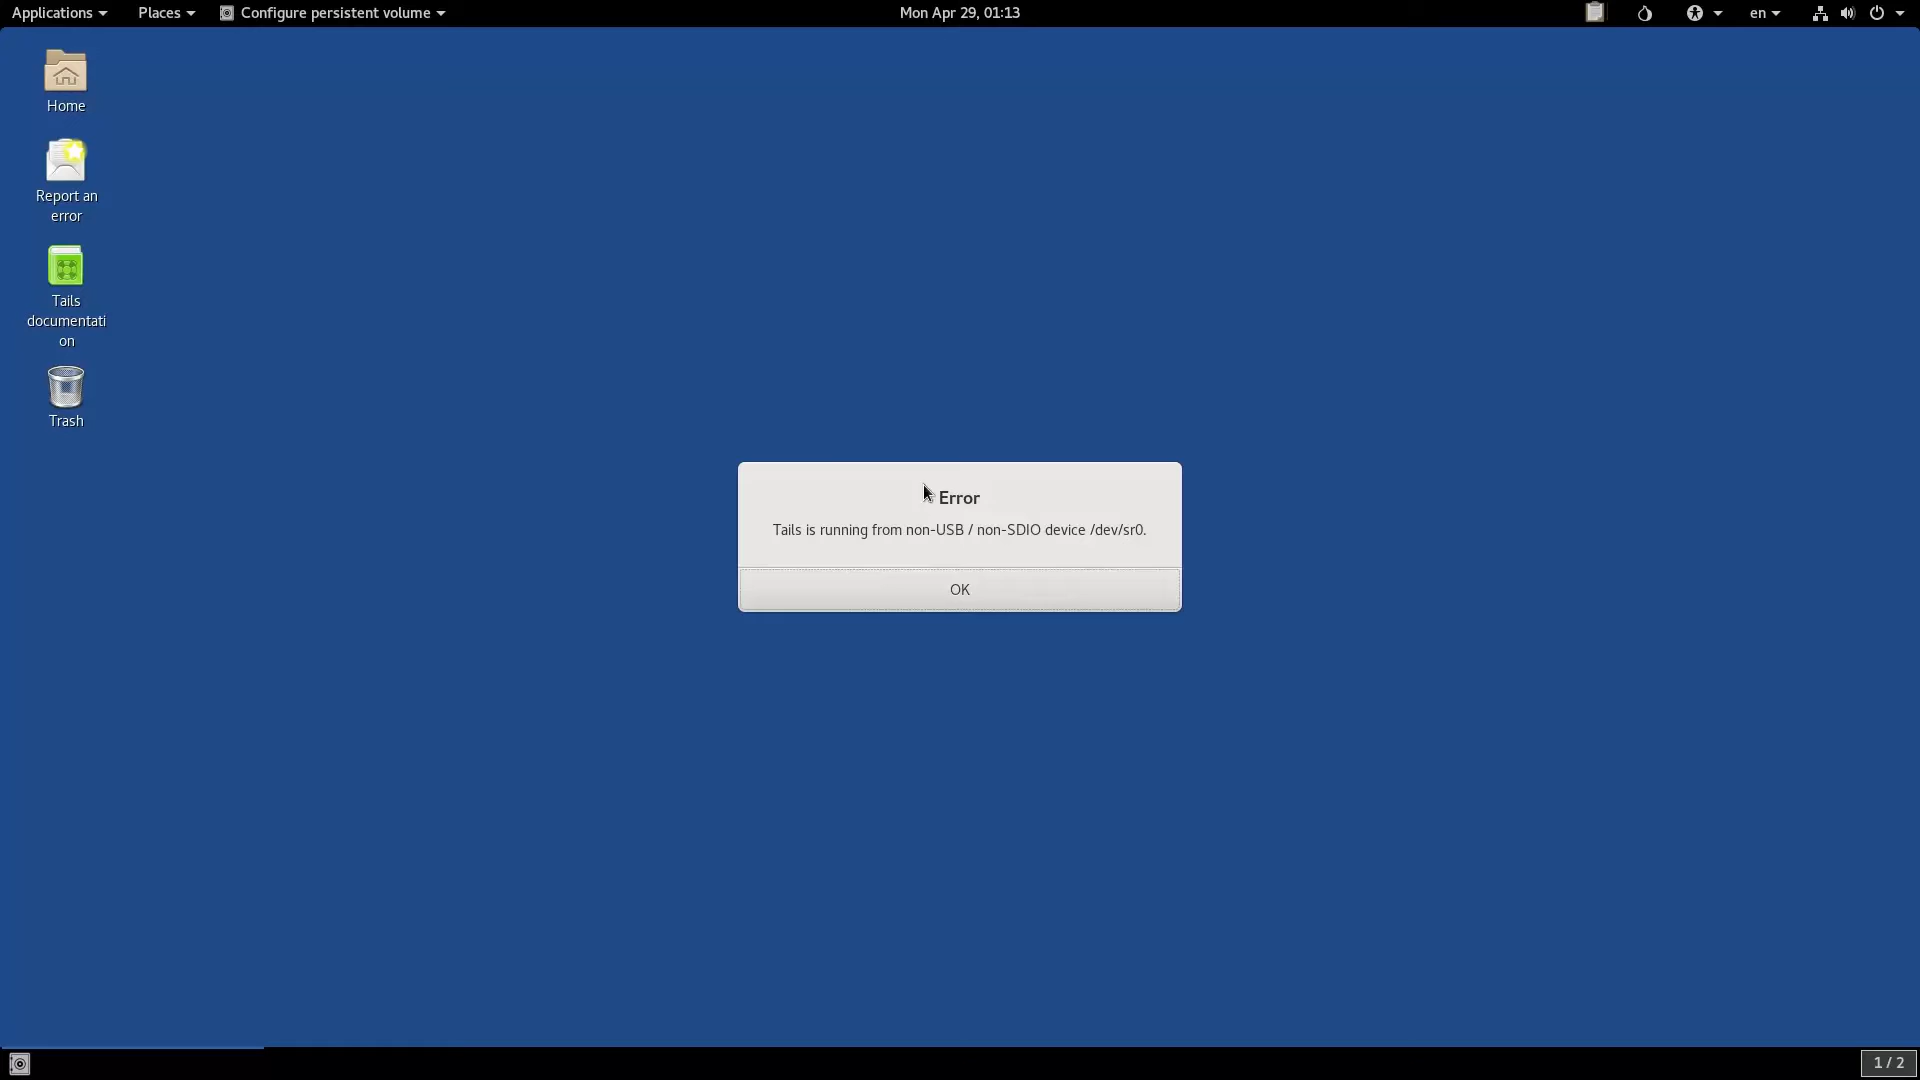 Applications Places Configure persistent volume Mon Apr 29, 01:13 en
Home
Report an
error
Tails
documentati
on
Trash
Error
Tails is running from non-USB / non-SDIO device /dev/sr0.
OK
1 / 2